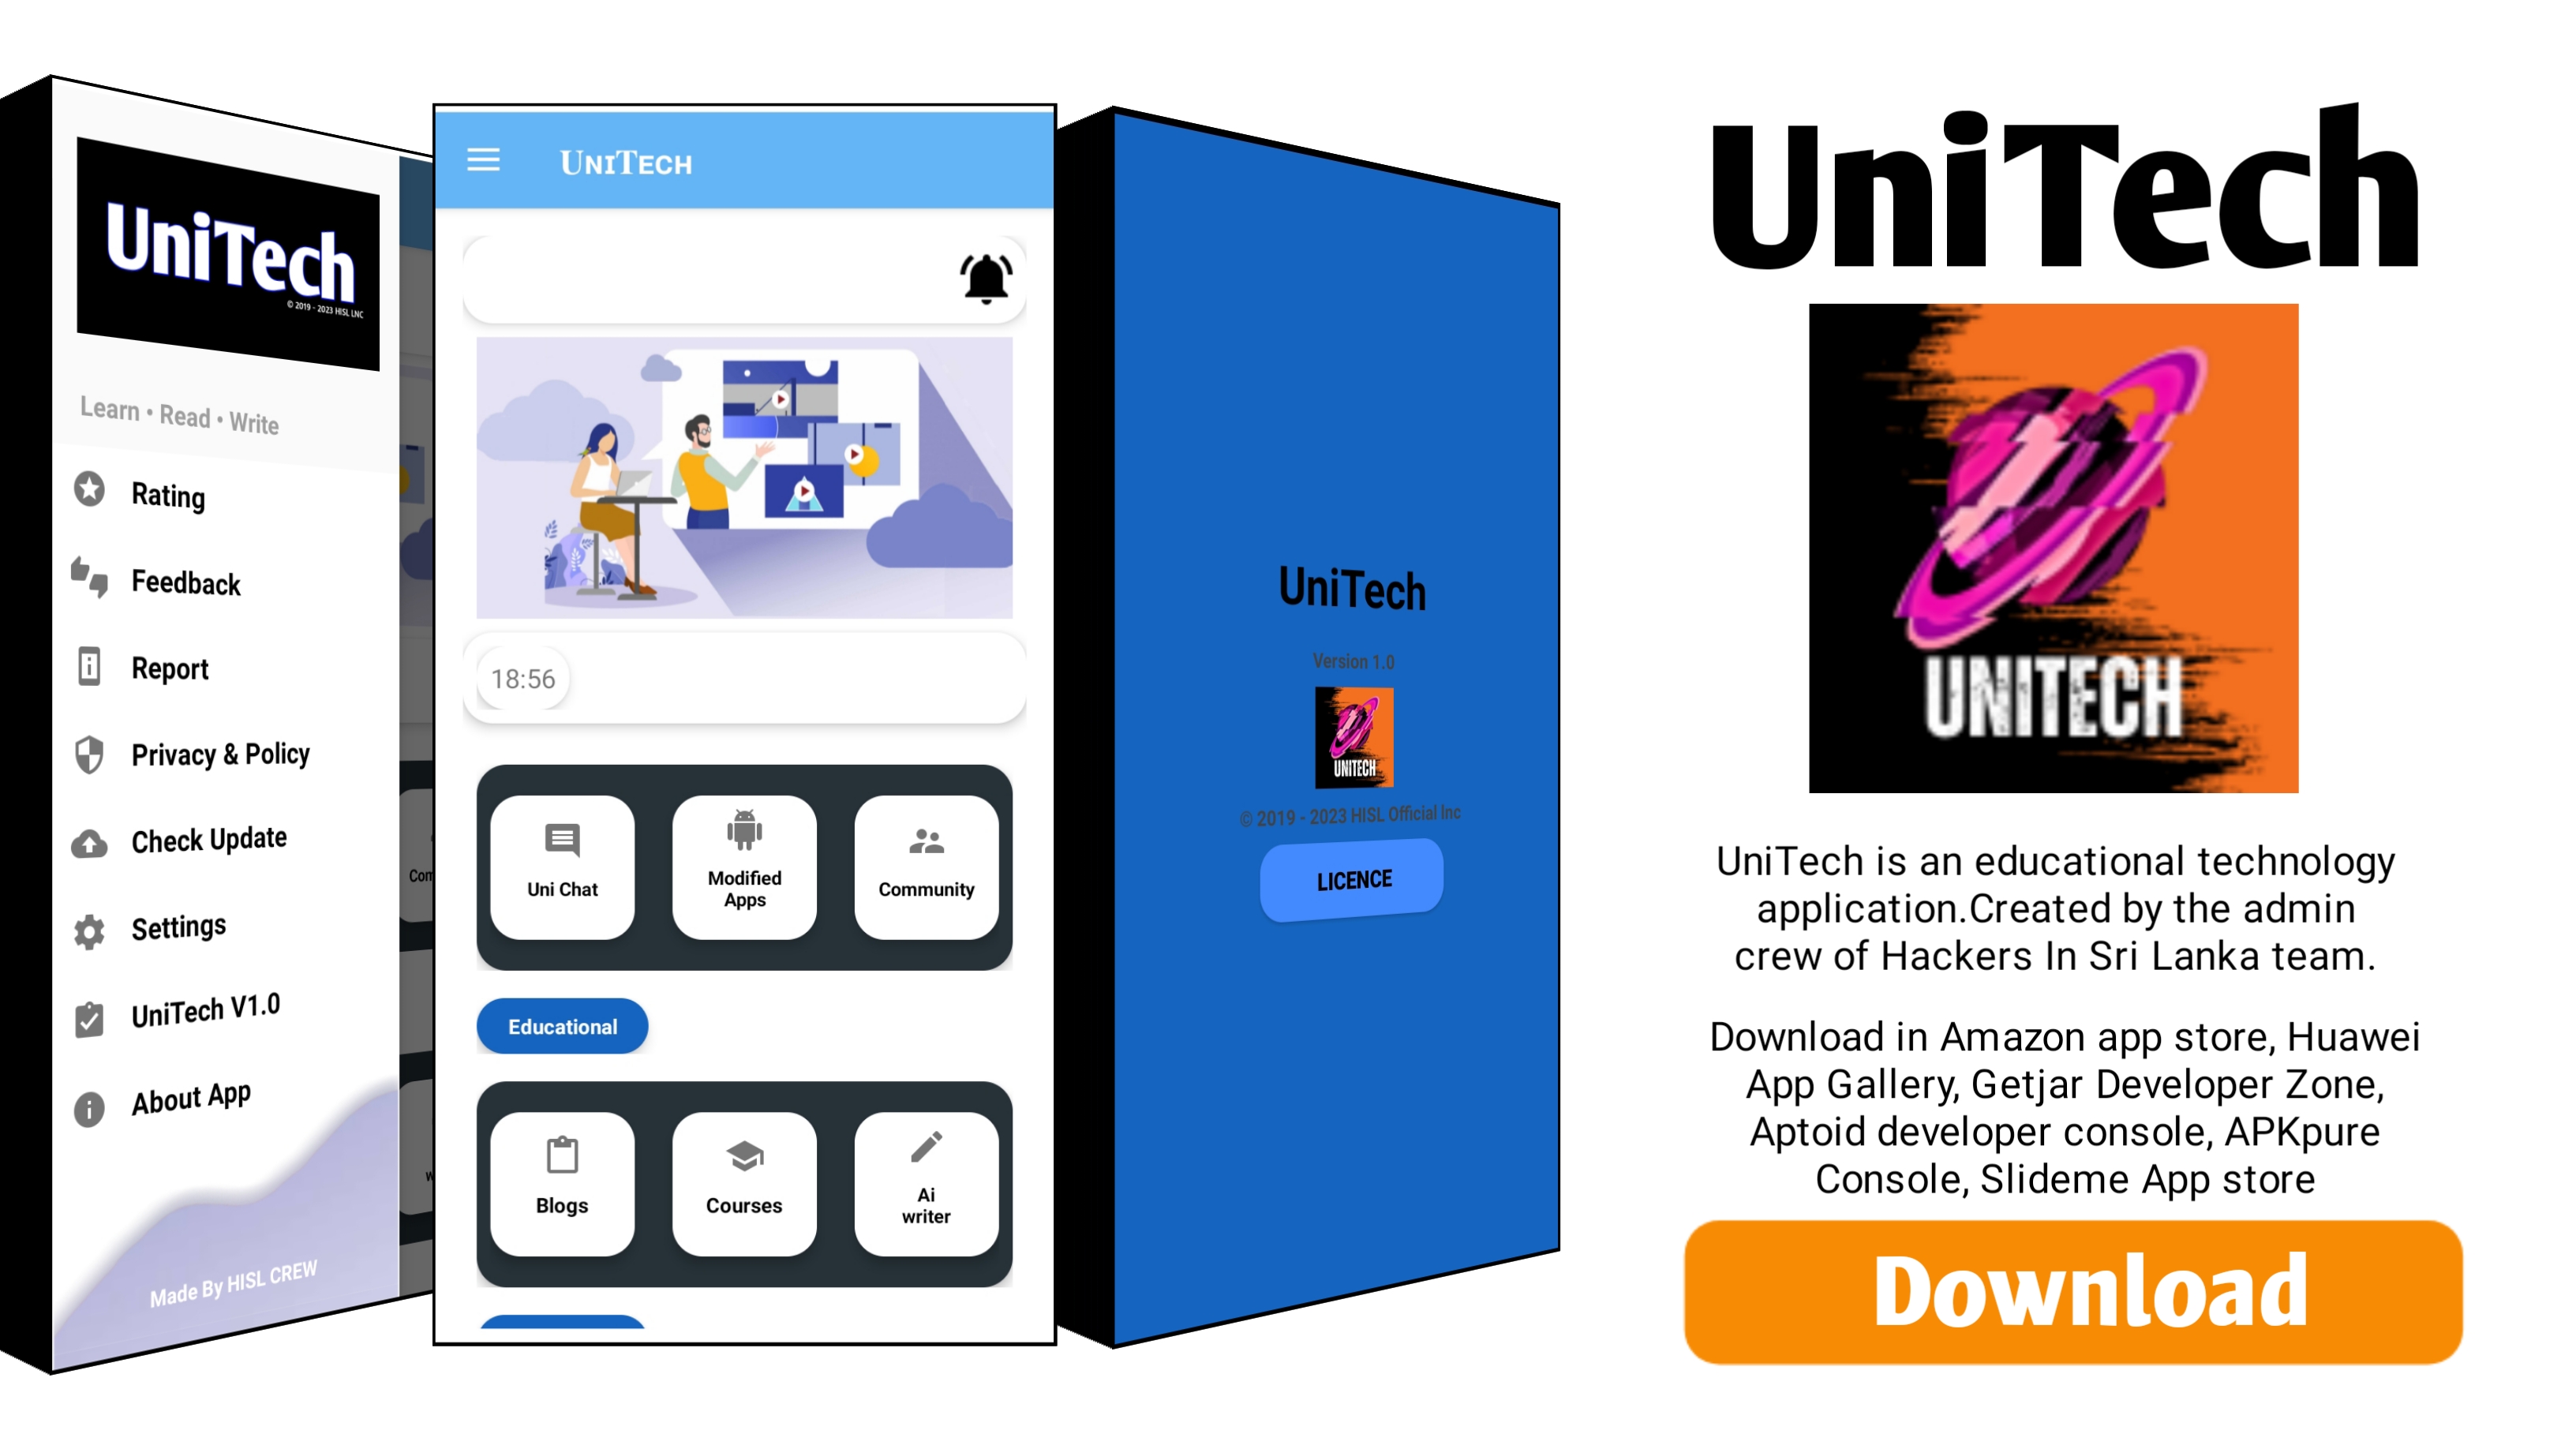 UniTech
© 2019 - 2023 HISL LNC
Learn • Read • Write
Rating
Feedback
Report
Privacy & Policy
Check Update
Settings
UniTech V1.0
About App
Made By HISL CREW
UniTech
18:56
Uni Chat
Modified
Apps
Community
Educational
Blogs
Courses
Ai
writer
UniTech
Version 1.0
UNITECH
© 2019 - 2023 HISL Official Inc
LICENCE
UniTech
UNITECH
UniTech is an educational technology
application.Created by the admin
crew of Hackers In Sri Lanka team.
Download in Amazon app store, Huawei
App Gallery, Getjar Developer Zone,
Aptoid developer console, APKpure
Console, Slideme App store
Download